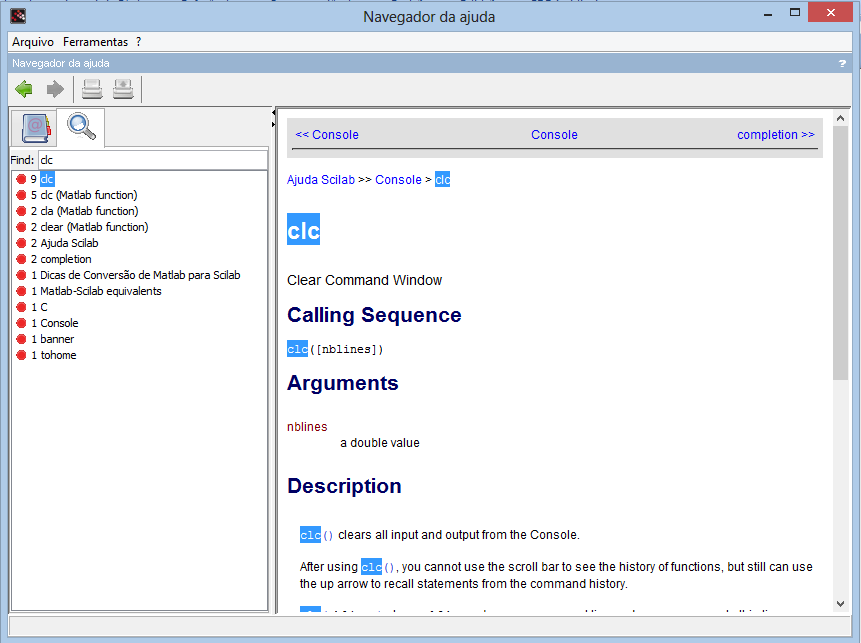 Navegador da ajuda
Arquivo Ferramentas ?
Navegador da ajuda ?
Find: clc
9 clc
5 clc (Matlab function)
2 cla (Matlab function)
2 clear (Matlab function)
2 Ajuda Scilab
2 completion
1 Dicas de Conversão de Matlab para Scilab
1 Matlab-Scilab equivalents
1 C
1 Console
1 banner
1 tohome
<< Console Console completion >>
Ajuda Scilab >> Console > clc
clc
Clear Command Window
Calling Sequence
clc([nblines])
Arguments
nblines
a double value
Description
clc() clears all input and output from the Console.
After using clc(), you cannot use the scroll bar to see the history of functions, but still can use
the up arrow to recall statements from the command history.